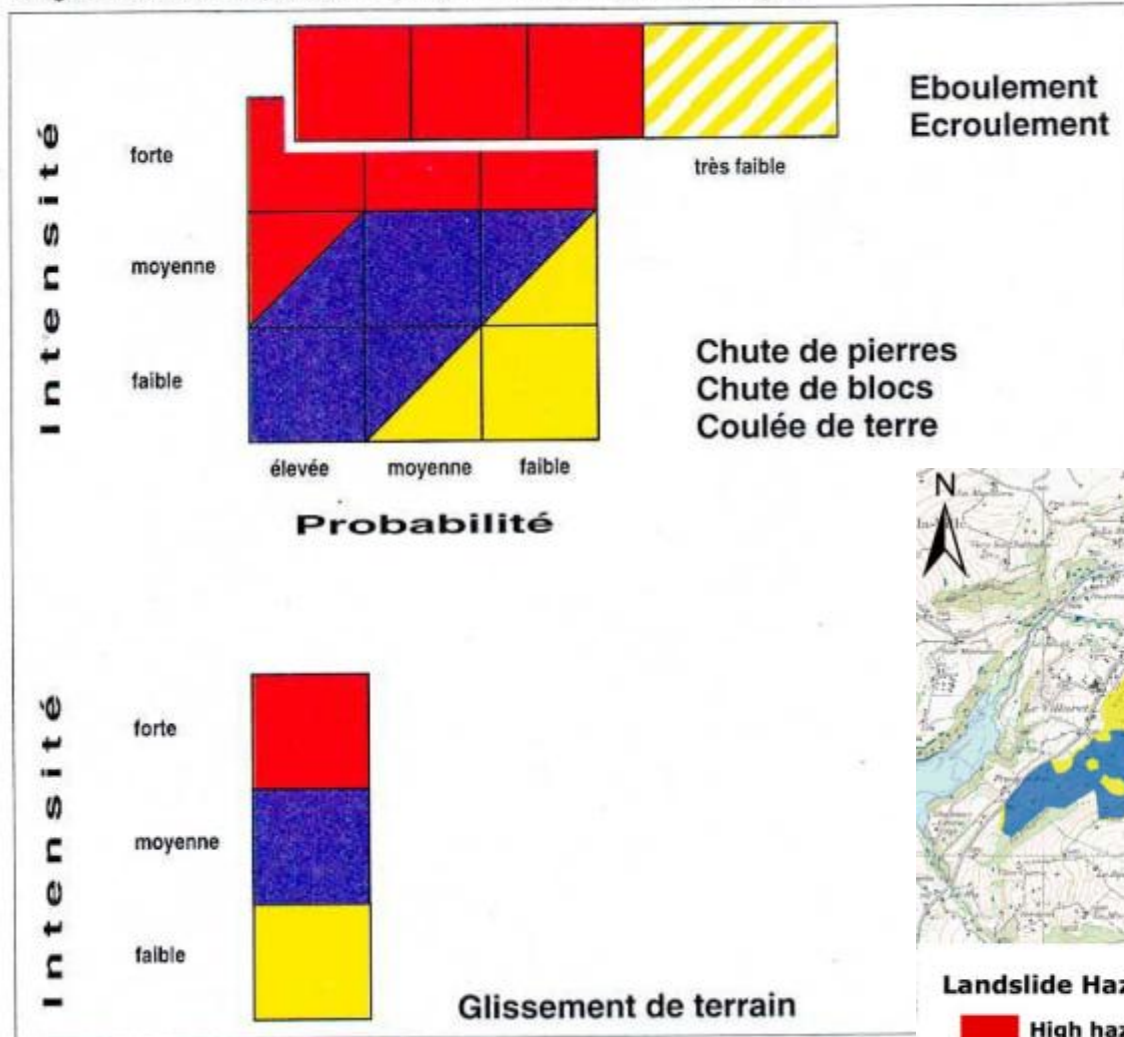 Eboulement
Ecroulement
très faible
Intensité
forte
moyenne
faible
Chute de pierres
Chute de blocs
Coulée de terre
élevée moyenne faible
Probabilité
N
Intensité
forte
moyenne
faible
Glissement de terrain
Landslide Haz
High haz